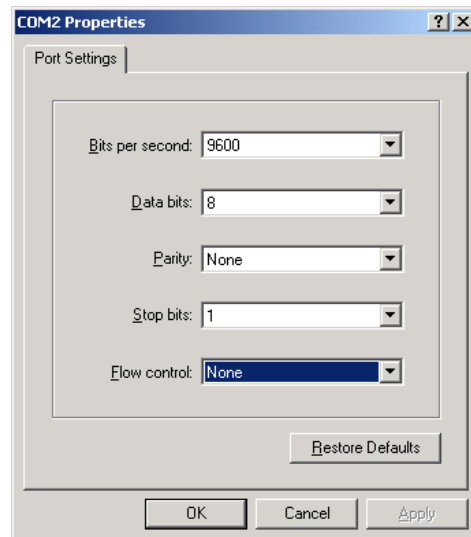 COM2 Properties
Port Settings
Bits per second: 9600
Data bits: 8
Parity: None
Stop bits: 1
Flow control: None
Restore Defaults
OK Cancel Apply